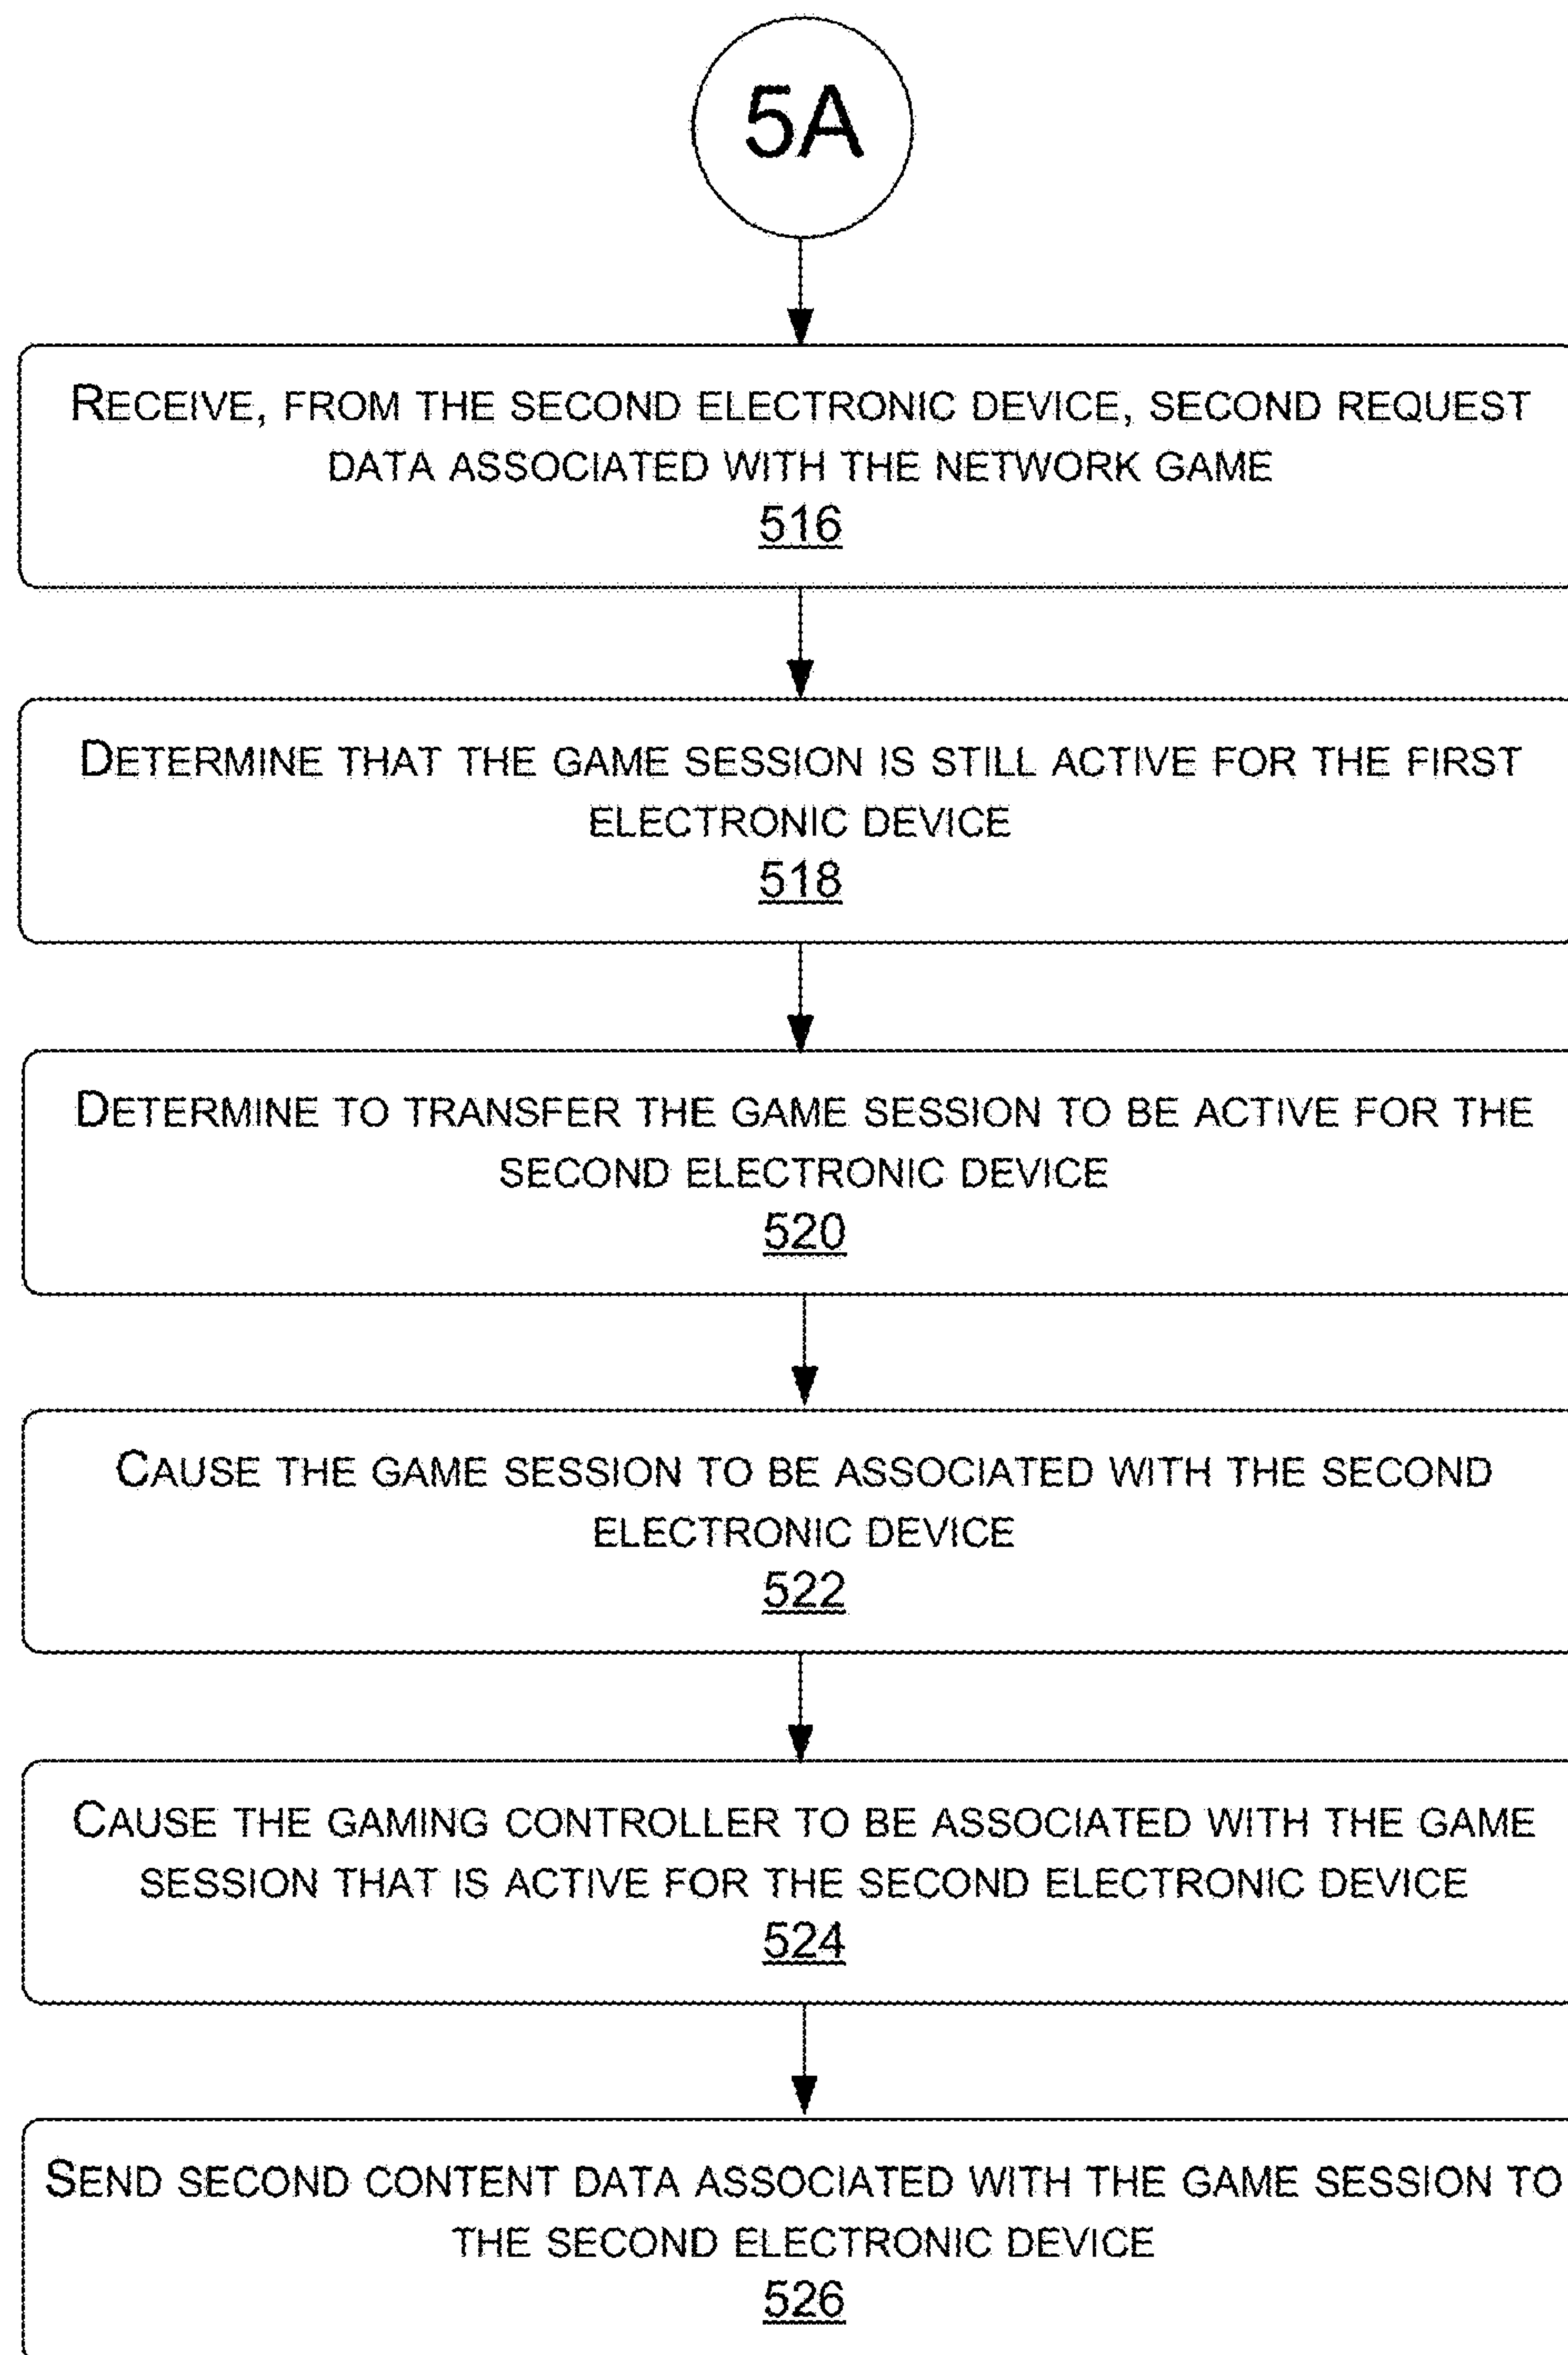 5A
RECEIVE, FROM THE SECOND ELECTRONIC DEVICE, SECOND REQUEST
DATA ASSOCIATED WITH THE NETWORK GAME
516
DETERMINE THAT THE GAME SESSION IS STILL ACTIVE FOR THE FIRST
ELECTRONIC DEVICE
518
DETERMINE TO TRANSFER THE GAME SESSION TO BE ACTIVE FOR THE
SECOND ELECTRONIC DEVICE
520
CAUSE THE GAME SESSION TO BE ASSOCIATED WITH THE SECOND
ELECTRONIC DEVICE
522
CAUSE THE GAMING CONTROLLER TO BE ASSOCIATED WITH THE GAME
SESSION THAT IS ACTIVE FOR THE SECOND ELECTRONIC DEVICE
524
SEND SECOND CONTENT DATA ASSOCIATED WITH THE GAME SESSION TO
THE SECOND ELECTRONIC DEVICE
526